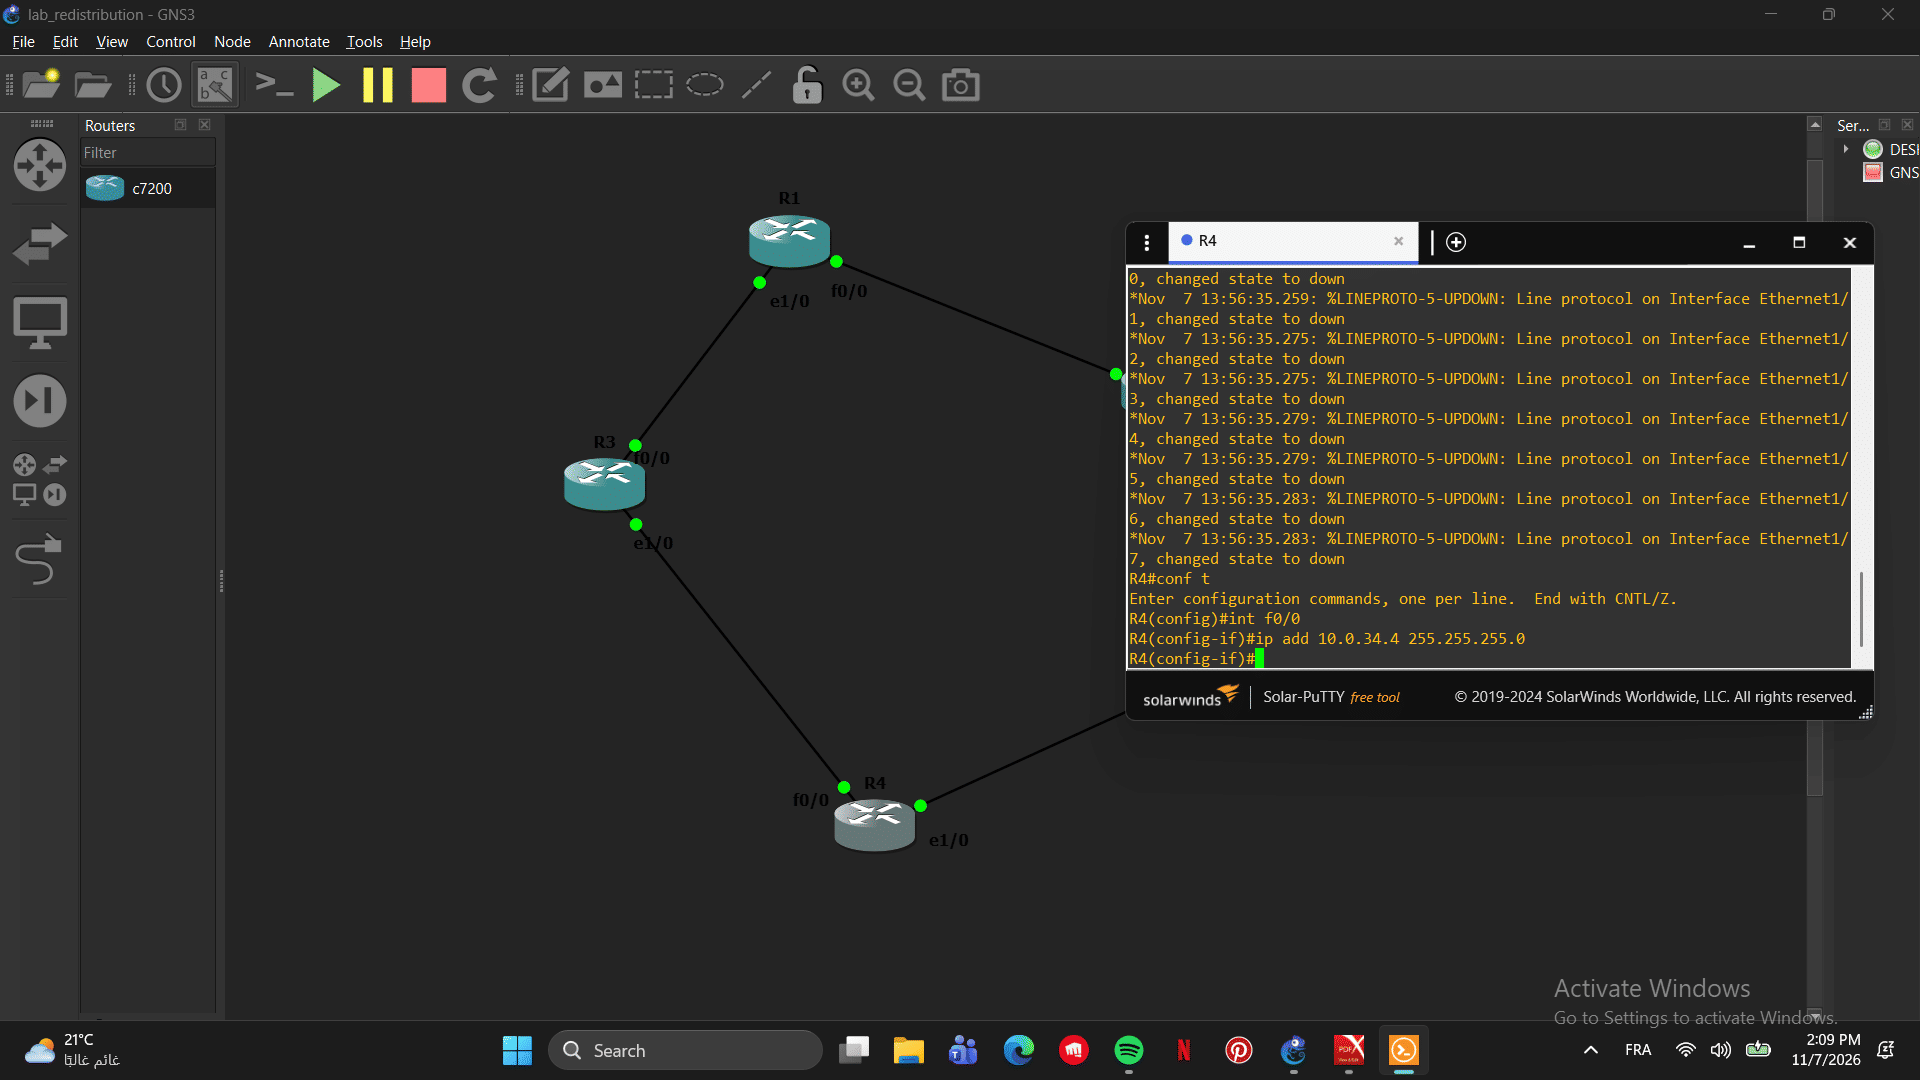 lab_redistribution - GNS3
File Edit View Control Node Annotate Tools Help
Routers
Filter
c7200
Ser...
DESI
GNS
R1
e1/0
f0/0
R3
f0/0
e1/0
R4
f0/0
e1/0
R4
0, changed state to down
*Nov  7 13:56:35.259: %LINEPROTO-5-UPDOWN: Line protocol on Interface Ethernet1/
1, changed state to down
*Nov  7 13:56:35.275: %LINEPROTO-5-UPDOWN: Line protocol on Interface Ethernet1/
2, changed state to down
*Nov  7 13:56:35.275: %LINEPROTO-5-UPDOWN: Line protocol on Interface Ethernet1/
3, changed state to down
*Nov  7 13:56:35.279: %LINEPROTO-5-UPDOWN: Line protocol on Interface Ethernet1/
4, changed state to down
*Nov  7 13:56:35.279: %LINEPROTO-5-UPDOWN: Line protocol on Interface Ethernet1/
5, changed state to down
*Nov  7 13:56:35.283: %LINEPROTO-5-UPDOWN: Line protocol on Interface Ethernet1/
6, changed state to down
*Nov  7 13:56:35.283: %LINEPROTO-5-UPDOWN: Line protocol on Interface Ethernet1/
7, changed state to down
R4#conf t
Enter configuration commands, one per line.  End with CNTL/Z.
R4(config)#int f0/0
R4(config-if)#ip add 10.0.34.4 255.255.255.0
R4(config-if)#
solarwinds | Solar-PuTTY free tool © 2019-2024 SolarWinds Worldwide, LLC. All rights reserved.
Activate Windows
Go to Settings to activate Windows.
21°C
غائم غالبًا
Search
FRA
2:09 PM
11/7/2026